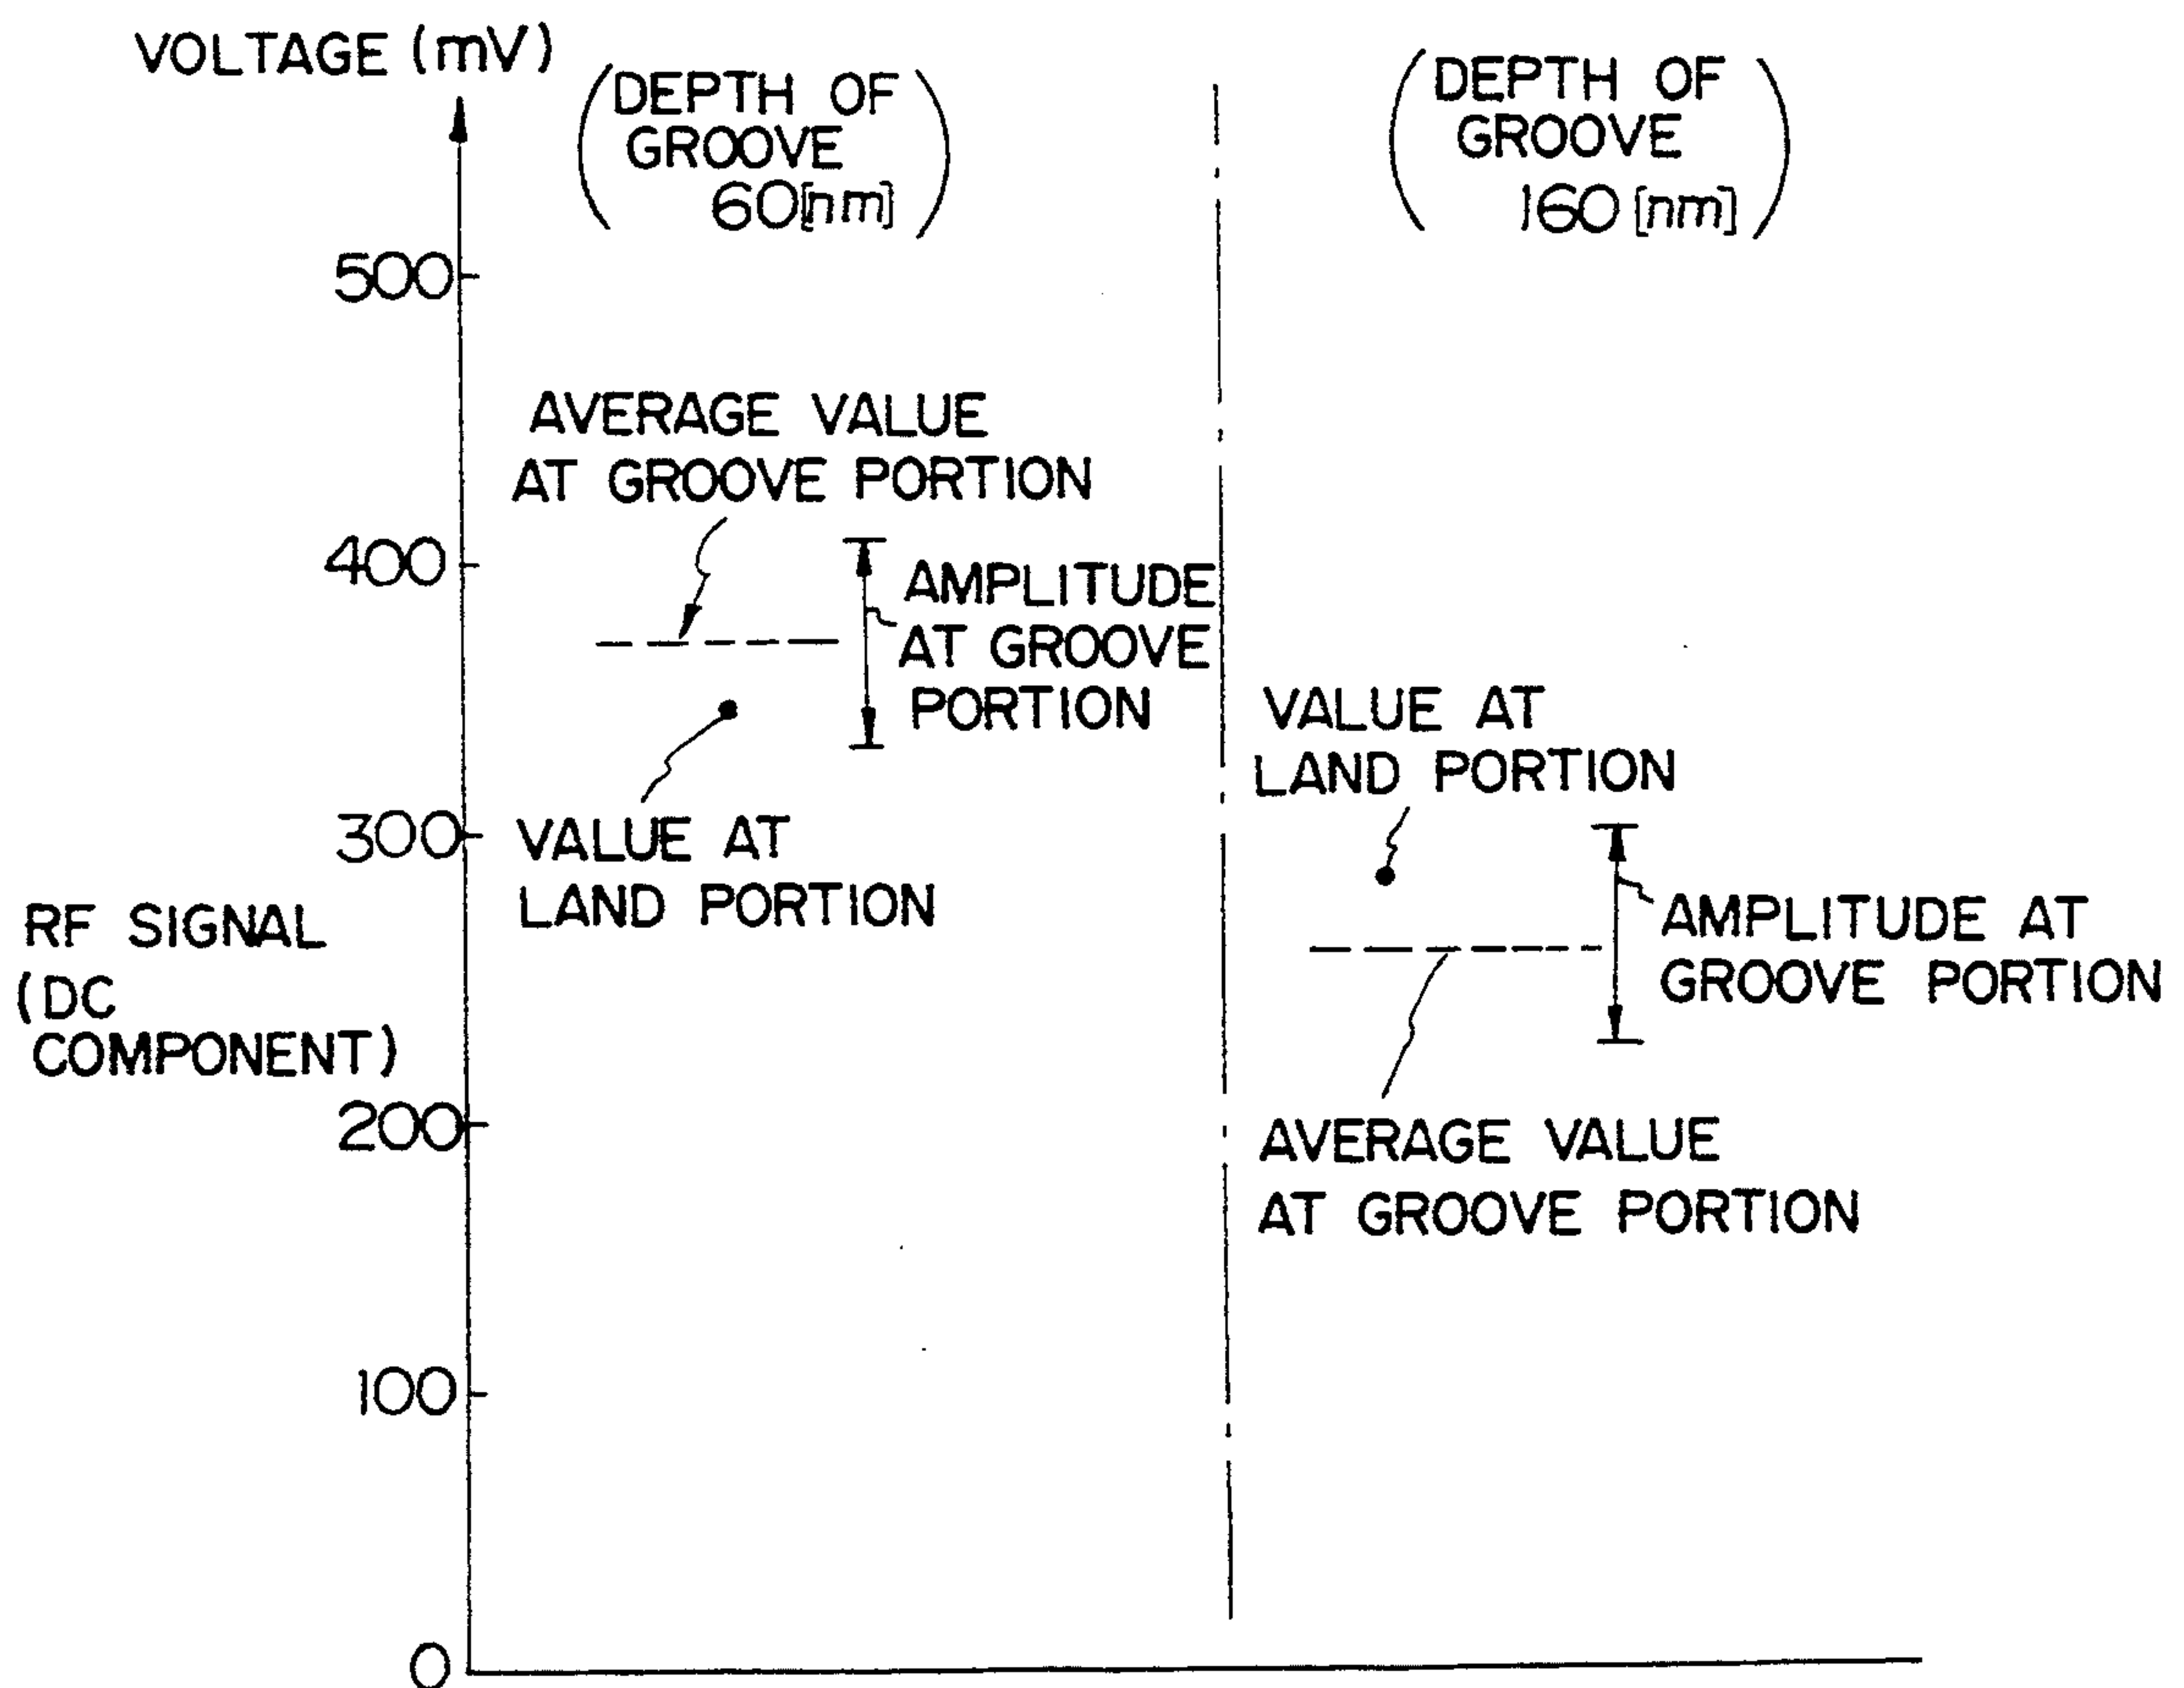 VOLTAGE (mV)
(DEPTH OF
GROOVE
60[nm])
(DEPTH OF
GROOVE
160 [nm])
500
AVERAGE VALUE
AT GROOVE PORTION
400
AMPLITUDE
AT GROOVE
PORTION
VALUE AT
LAND PORTION
300
VALUE AT
LAND PORTION
RF SIGNAL
(DC
COMPONENT)
AMPLITUDE AT
GROOVE PORTION
200
AVERAGE VALUE
AT GROOVE PORTION
100
0